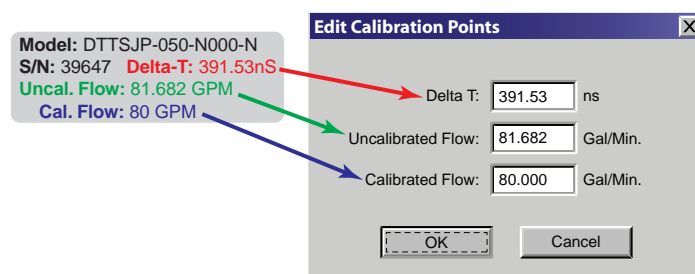 Model: DTTSJP-050-N000-N
S/N: 39647 Delta-T: 391.53nS
Uncal. Flow: 81.682 GPM
Cal. Flow: 80 GPM
Edit Calibration Points
X
Delta T: 391.53 ns
Uncalibrated Flow: 81.682 Gal/Min.
Calibrated Flow: 80.000 Gal/Min.
OK Cancel